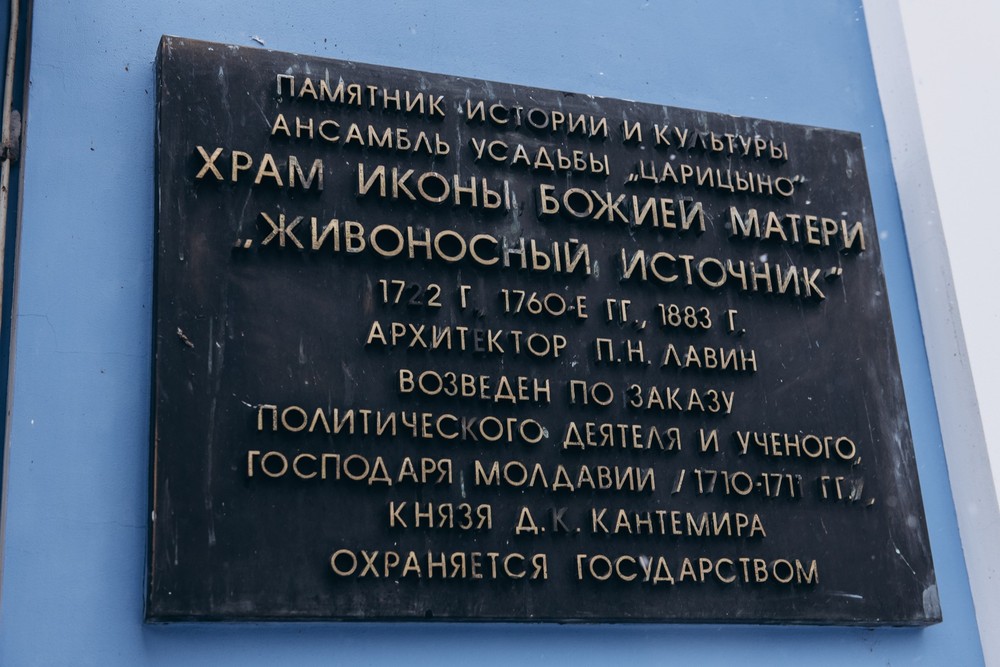 ПАМЯТНИК ИСТОРИИ И КУЛЬТУРЫ
АНСАМБЛЬ УСАДЬБЫ „ЦАРИЦЫНО“
ХРАМ ИКОНЫ БОЖИЕЙ МАТЕРИ
„ЖИВОНОСНЫЙ ИСТОЧНИК“
1722 Г., 1760-Е ГГ., 1883 Г.
АРХИТЕКТОР П.Н. ЛАВИН
ВОЗВЕДЕН ПО ЗАКАЗУ
ПОЛИТИЧЕСКОГО ДЕЯТЕЛЯ И УЧЕНОГО,
ГОСПОДАРЯ МОЛДАВИИ /1710-1711 ГГ./,
КНЯЗЯ Д.К. КАНТЕМИРА
ОХРАНЯЕТСЯ ГОСУДАРСТВОМ